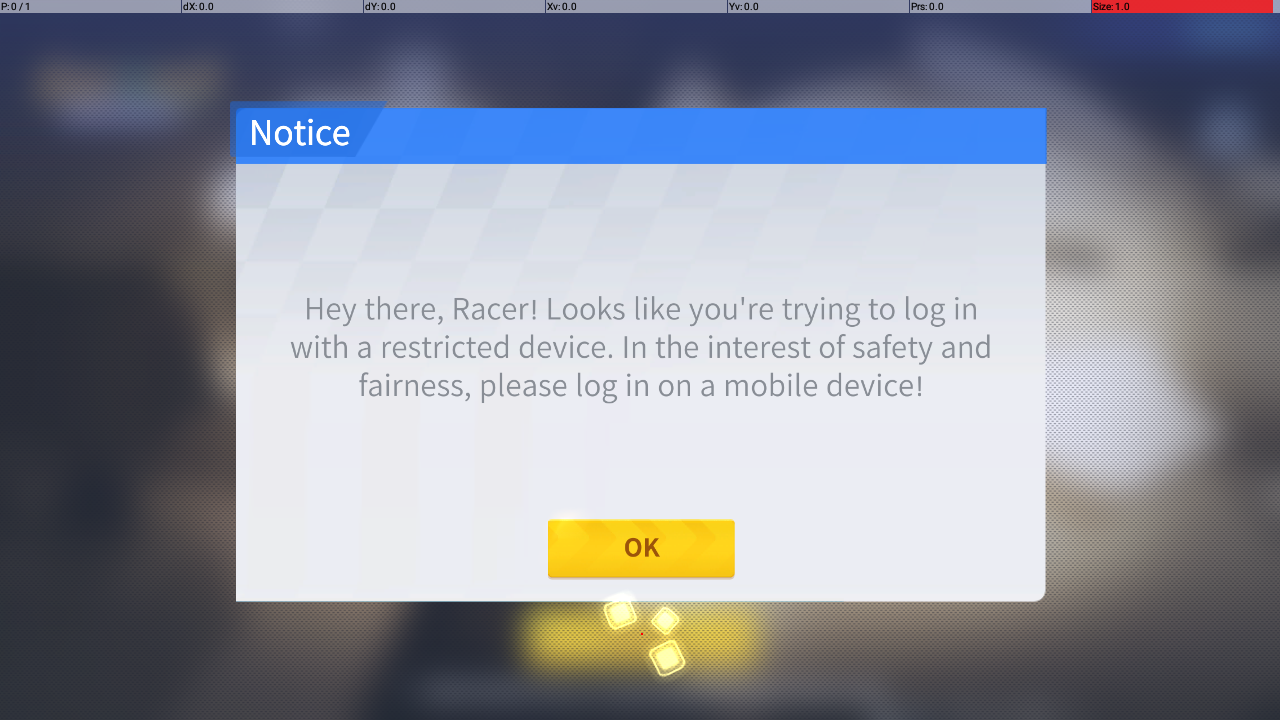 P: 0 / 1 dX: 0.0 dY: 0.0 Xv: 0.0 Yv: 0.0 Prs: 0.0 Size: 1.0
Notice
Hey there, Racer! Looks like you're trying to log in
with a restricted device. In the interest of safety and
fairness, please log in on a mobile device!
OK